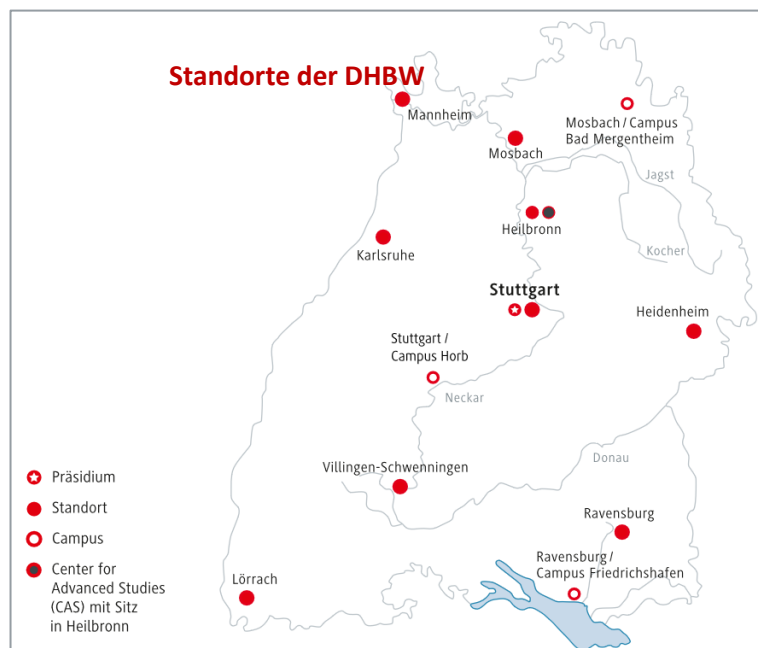 Standorte der DHBW
Mannheim
Mosbach / Campus
Bad Mergentheim
Mosbach
Jagst
Heilbronn
Kocher
Karlsruhe
Stuttgart
Heidenheim
Stuttgart /
Campus Horb
Neckar
Villingen-Schwenningen
Donau
Präsidium
Standort
Campus
Center for
Advanced Studies
(CAS) mit Sitz
in Heilbronn
Ravensburg
Ravensburg /
Campus Friedrichshafen
Lörrach